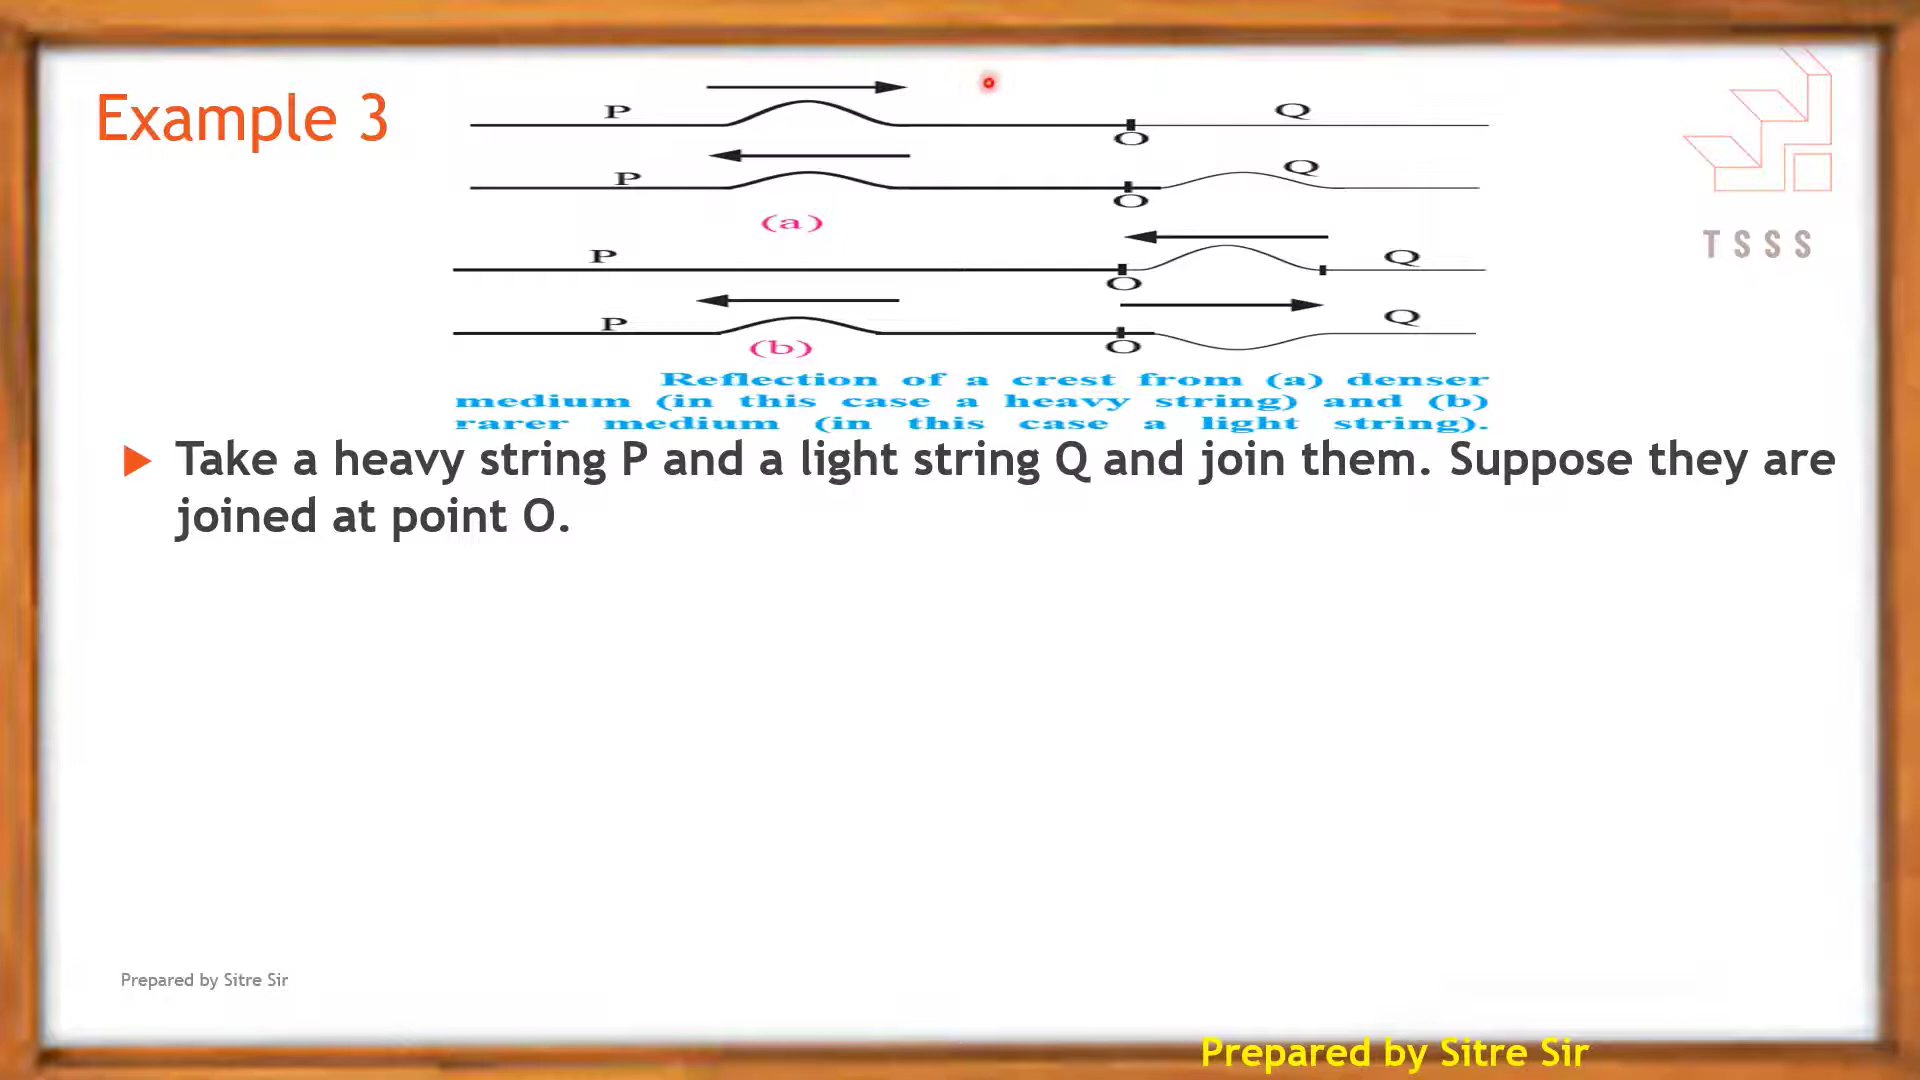 Example 3
P
O
Q
P
O
Q
(a)
P
O
Q
P
O
Q
(b)
Reflection of a crest from (a) denser
medium (in this case a heavy string) and (b)
rarer medium (in this case a light string).
TSSS
Take a heavy string P and a light string Q and join them. Suppose they are
joined at point O.
Prepared by Sitre Sir
Prepared by Sitre Sir